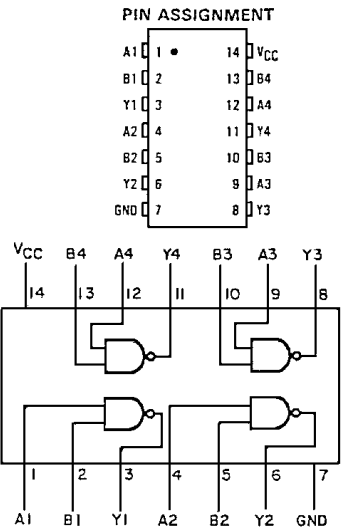 PIN ASSIGNMENT
A1 1 14 VCC
B1 2 13 B4
Y1 3 12 A4
A2 4 11 Y4
B2 5 10 B3
Y2 6 9 A3
GND 7 8 Y3
VCC B4 A4 Y4 B3 A3 Y3
14 13 12 11 10 9 8
1 2 3 4 5 6 7
A1 B1 Y1 A2 B2 Y2 GND